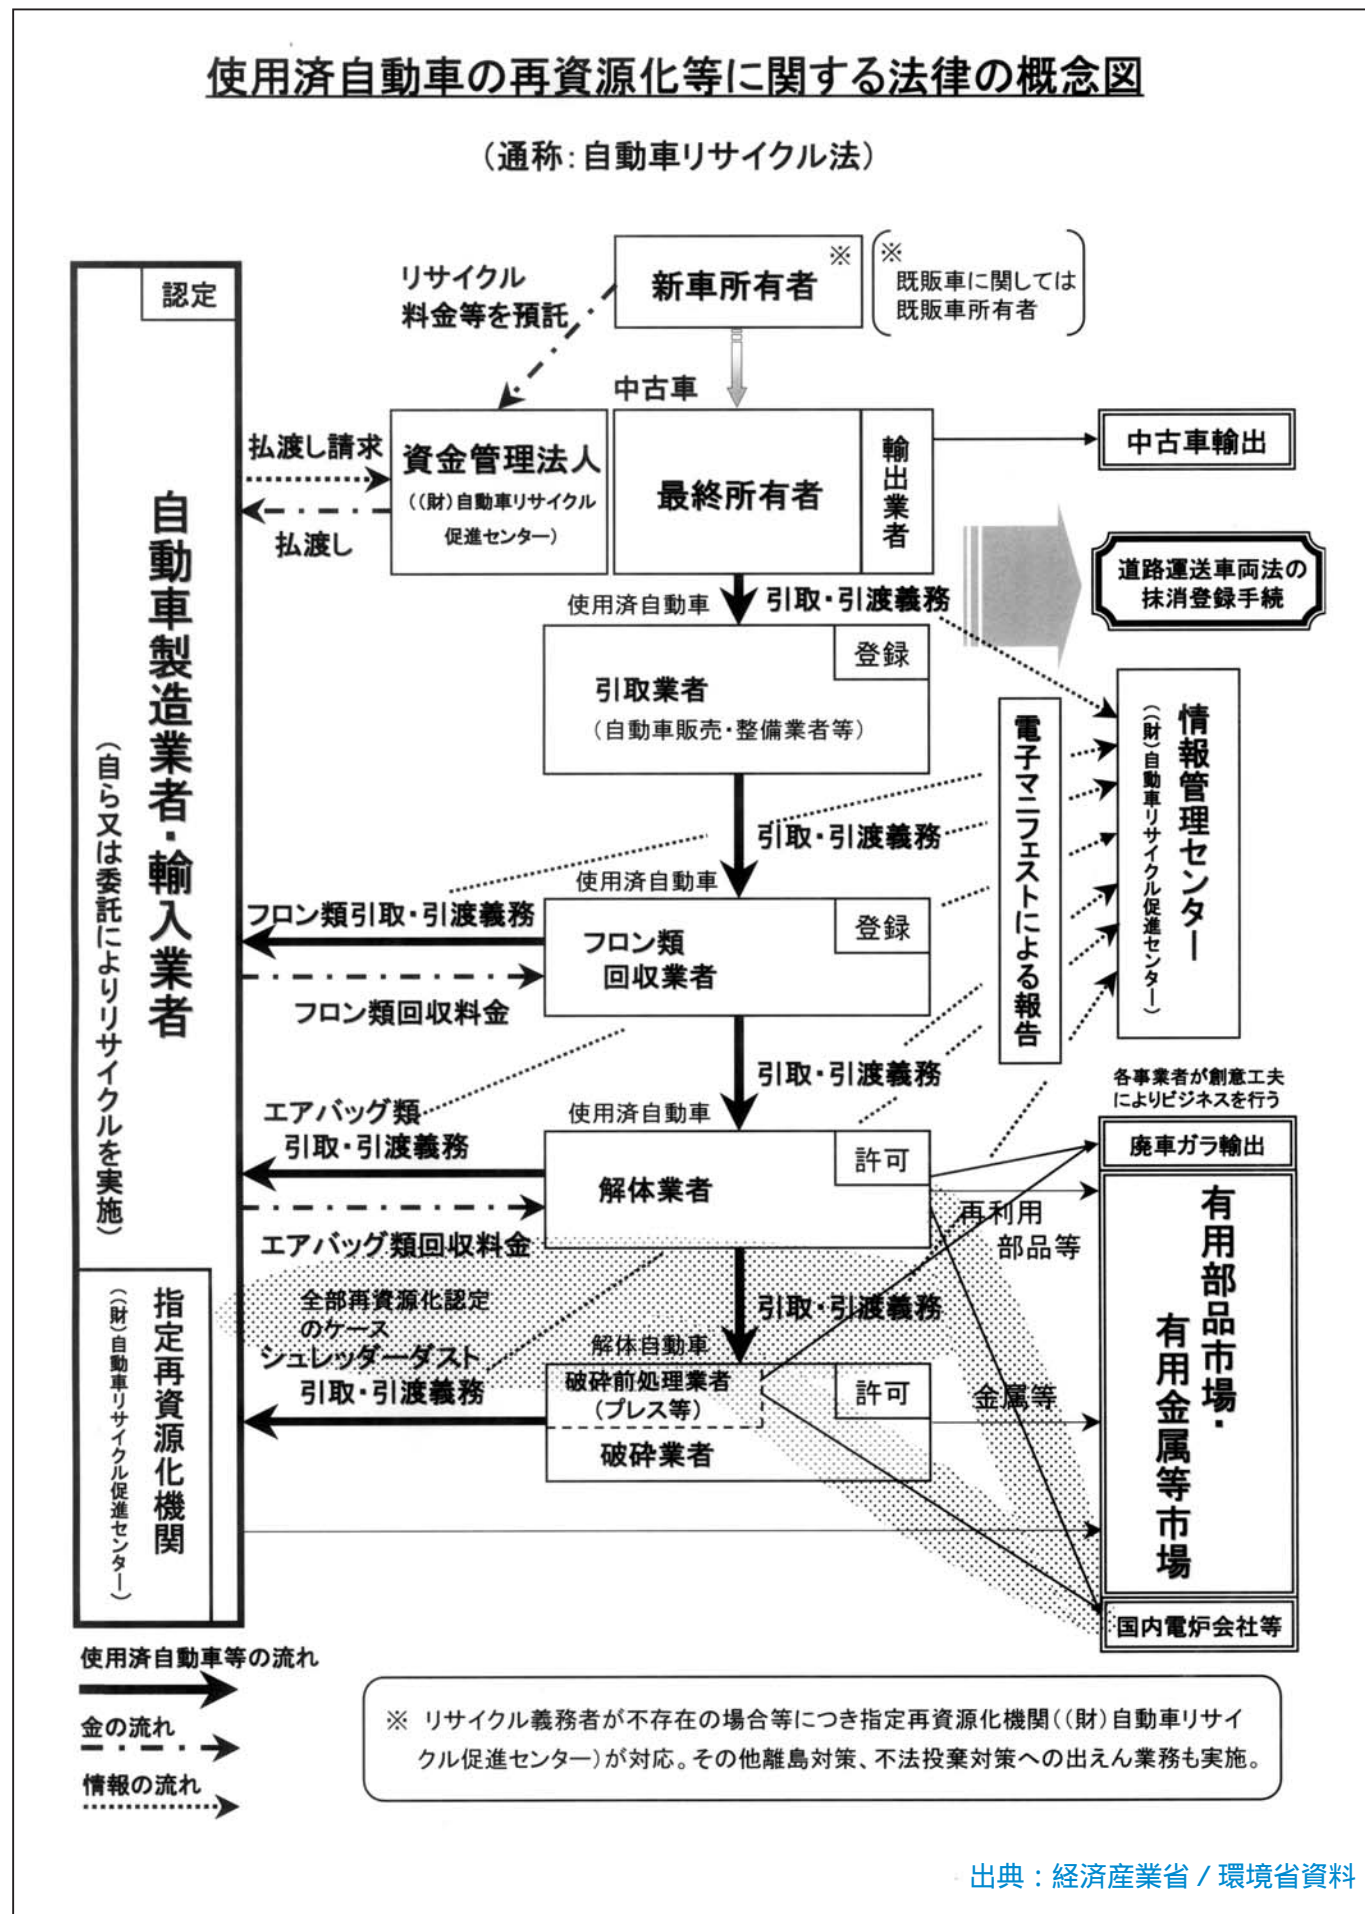 使用済自動車の再資源化等に関する法律の概念図
（通称：自動車リサイクル法）
新車所有者
※
※
既販車に関しては
既販車所有者
リサイクル
料金等を預託
認定
中古車
払渡し請求
払渡し
資金管理法人
（（財）自動車リサイクル
促進センター）
最終所有者
輸出業者
中古車輸出
道路運送車両法の
抹消登録手続
使用済自動車
引取・引渡義務
登録
引取業者
（自動車販売・整備業者等）
自動車製造業者・輸入業者
（自ら又は委託によりリサイクルを実施）
電子マニフェストによる報告
情報管理センター
（（財）自動車リサイクル促進センター）
引取・引渡義務
使用済自動車
フロン類引取・引渡義務
フロン類回収料金
登録
フロン類
回収業者
引取・引渡義務
使用済自動車
エアバッグ類
引取・引渡義務
エアバッグ類回収料金
許可
解体業者
各事業者が創意工夫
によりビジネスを行う
廃車ガラ輸出
再利用
部品等
有用部品市場・
有用金属等市場
国内電炉会社等
指定再資源化機関
（（財）自動車リサイクル促進センター）
全部再資源化認定
のケース
シュレッダーダスト
引取・引渡義務
引取・引渡義務
解体自動車
破砕前処理業者
（プレス等）
許可
破砕業者
金属等
使用済自動車等の流れ
金の流れ
情報の流れ
※ リサイクル義務者が不存在の場合等につき指定再資源化機関（（財）自動車リサイ
クル促進センター）が対応。その他離島対策、不法投棄対策への出えん業務も実施。
出典：経済産業省 / 環境省資料